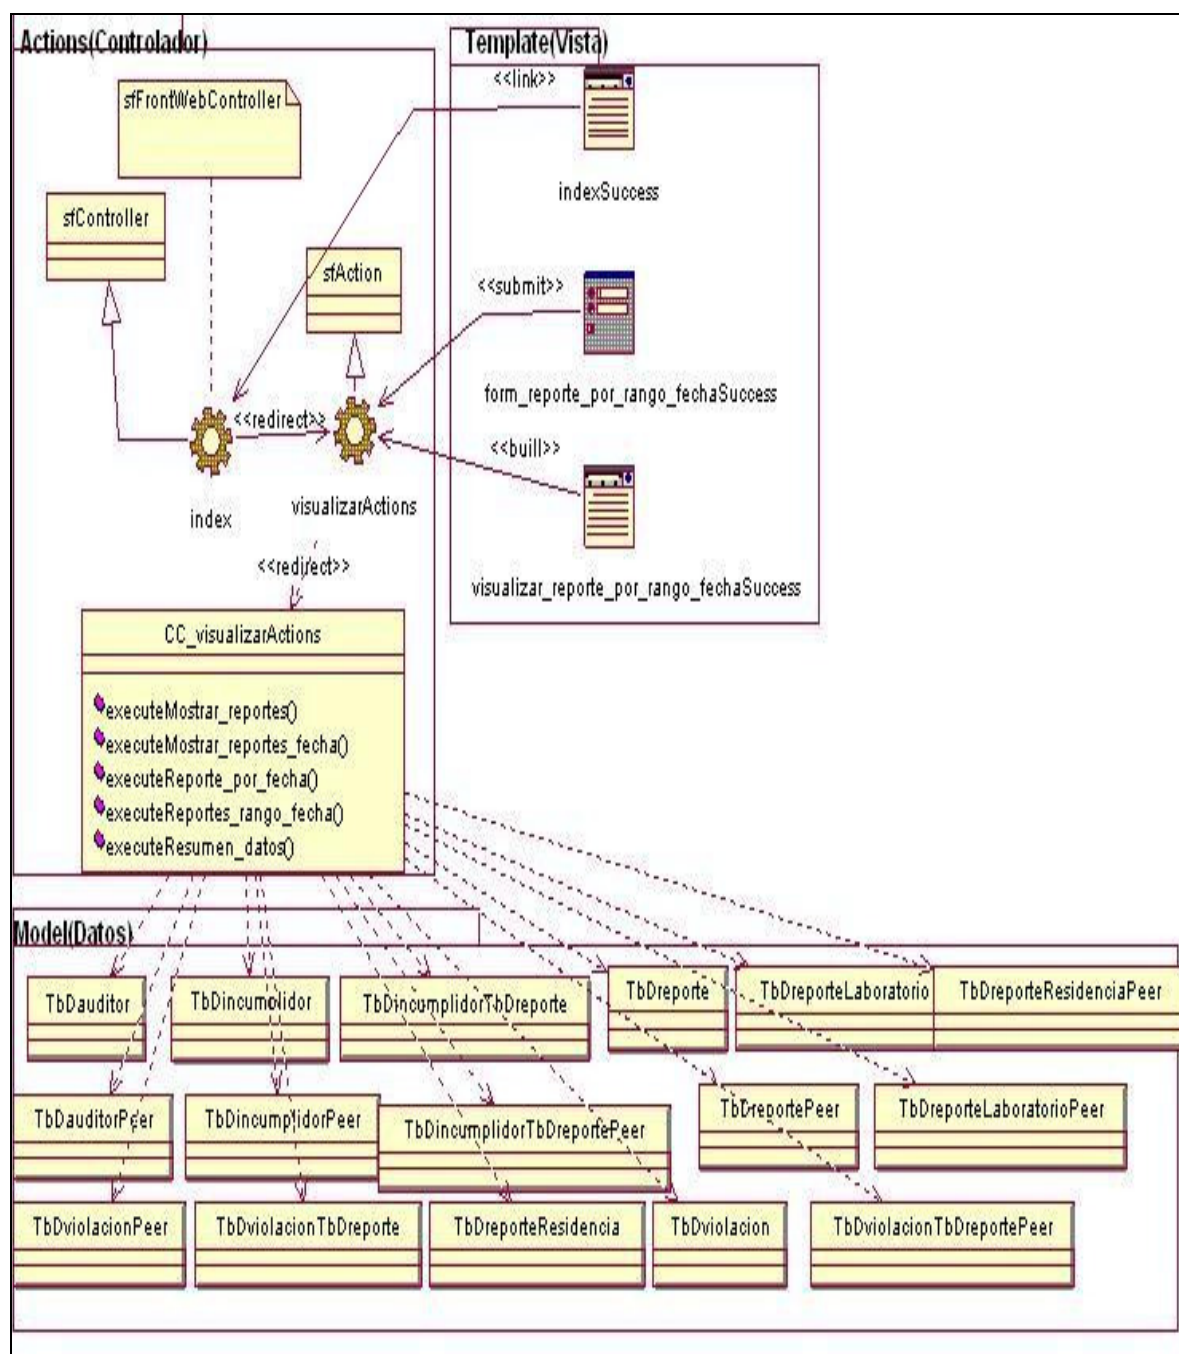 Actions(Controlador)
sfFrontWebController
sfController
sfAction
<<redirect>>
index
visualizarActions
<<redirect>>
CC_visualizarActions
executeMostrar_reportes()
executeMostrar_reportes_fecha()
executeReporte_por_fecha()
executeReportes_rango_fecha()
executeResumen_datos()
Template(Vista)
<<link>>
indexSuccess
<<submit>>
form_reporte_por_rango_fechaSuccess
<<buill>>
visualizar_reporte_por_rango_fechaSuccess
Model(Datos)
TbDauditor
TbDincumplidor
TbDincumplidorTbDreporte
TbDreporte
TbDreporteLaboratorio
TbDreporteResidenciaPeer
TbDauditorPeer
TbDincumplidorPeer
TbDincumplidorTbDreportePeer
TbDreportePeer
TbDreporteLaboratorioPeer
TbDviolacionPeer
TbDviolacionTbDreporte
TbDreporteResidencia
TbDviolacion
TbDviolacionTbDreportePeer